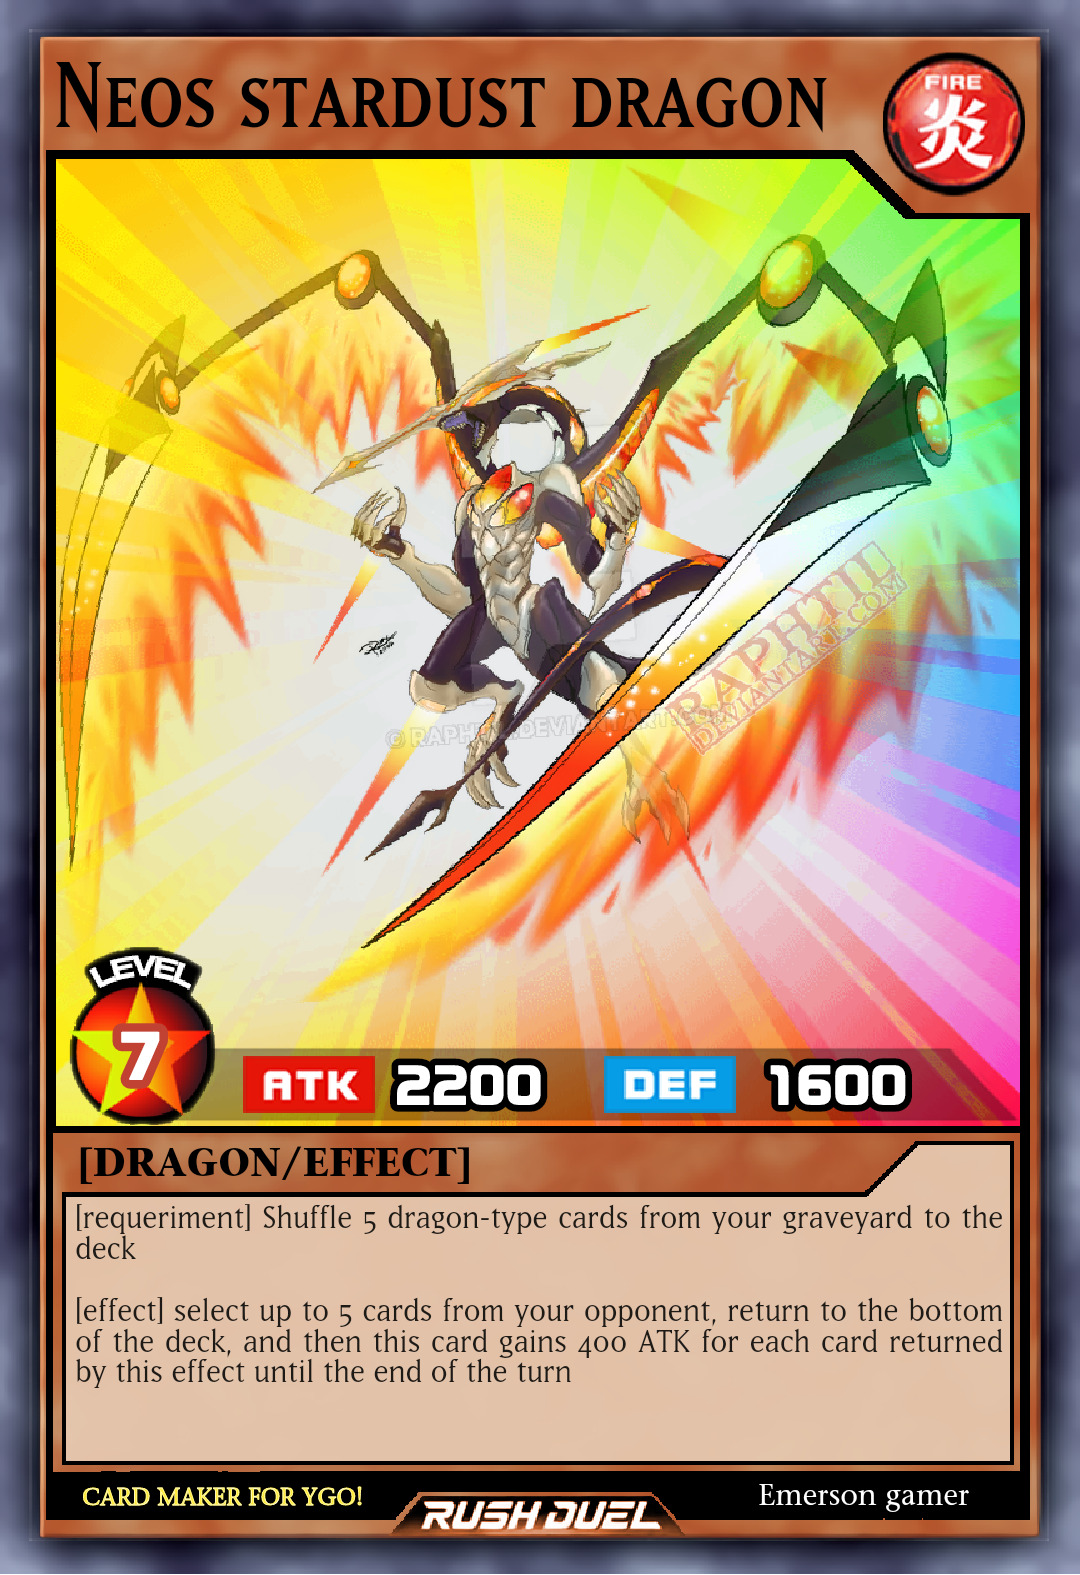 Neos stardust dragon
FIRE
炎
RAPHTIL
DEVIANTART.COM
LEVEL
7
ATK 2200 DEF 1600
[DRAGON/EFFECT]
[requeriment] Shuffle 5 dragon-type cards from your graveyard to the
deck
[effect] select up to 5 cards from your opponent, return to the bottom
of the deck, and then this card gains 400 ATK for each card returned
by this effect until the end of the turn
CARD MAKER FOR YGO!
RUSH DUEL
Emerson gamer